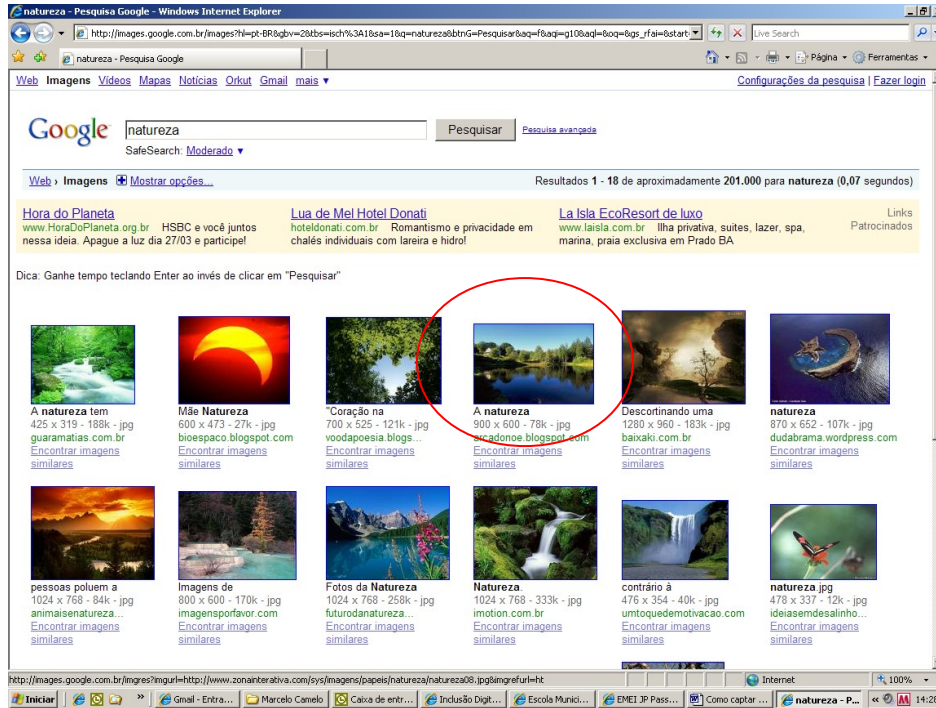 natureza - Pesquisa Google - Windows Internet Explorer
http://images.google.com.br/images?hl=pt-BR&gbv=2&tbs=isch%3A1&sa=1&q=natureza&btnG=Pesquisar&aq=f&aqi=g10&aql=&oq=&gs_rfai=&start
Live Search
natureza - Pesquisa Google
Página
Ferramentas
Web Imagens Vídeos Mapas Notícias Orkut Gmail mais ▼
Configurações da pesquisa | Fazer login
Google natureza Pesquisar Pesquisa avançada
SafeSearch: Moderado ▼
Web › Imagens Mostrar opções...
Resultados 1 - 18 de aproximadamente 201.000 para natureza (0,07 segundos)
Hora do Planeta
www.HoraDoPlaneta.org.br HSBC e você juntos
nessa ideia. Apague a luz dia 27/03 e participe!
Lua de Mel Hotel Donati
hoteldonati.com.br Romantismo e privacidade em
chalés individuais com lareira e hidro!
La Isla EcoResort de luxo
www.laisla.com.br Ilha privativa, suites, lazer, spa,
marina, praia exclusiva em Prado BA
Links
Patrocinados
Dica: Ganhe tempo teclando Enter ao invés de clicar em "Pesquisar"
A natureza tem
425 x 319 - 188k - jpg
guaramatias.com.br
Encontrar imagens
similares
Mãe Natureza
600 x 473 - 27k - jpg
bioespaco.blogspot.com
Encontrar imagens
similares
"Coração na
700 x 525 - 121k - jpg
voodapoesia.blogs...
Encontrar imagens
similares
A natureza
900 x 600 - 78k - jpg
arcadonoe.blogspot.com
Encontrar imagens
similares
Descortinando uma
1280 x 960 - 183k - jpg
baixaki.com.br
Encontrar imagens
similares
natureza
870 x 652 - 107k - jpg
dudabrama.wordpress.com
Encontrar imagens
similares
pessoas poluem a
1024 x 768 - 84k - jpg
animaisenatureza...
Encontrar imagens
similares
Imagens de
800 x 600 - 170k - jpg
imagensporfavor.com
Encontrar imagens
similares
Fotos da Natureza
1024 x 768 - 258k - jpg
futurodanatureza...
Encontrar imagens
similares
Natureza.
1024 x 768 - 333k - jpg
imotion.com.br
Encontrar imagens
similares
contrário à
476 x 354 - 40k - jpg
umtoquedemotivacao.com
Encontrar imagens
similares
natureza.jpg
478 x 337 - 12k - jpg
ideiasemdesalinho...
Encontrar imagens
similares
http://images.google.com.br/imgres?imgurl=http://www.zonainterativa.com/sys/imagens/papeis/natureza/natureza08.jpg&imgrefurl=ht
Internet
100%
Iniciar
Gmail - Entra...
Marcelo Camelo
Caixa de entr...
Inclusão Digit...
Escola Munici...
EMEI JP Pass...
Como captar ...
natureza - P...
14:28